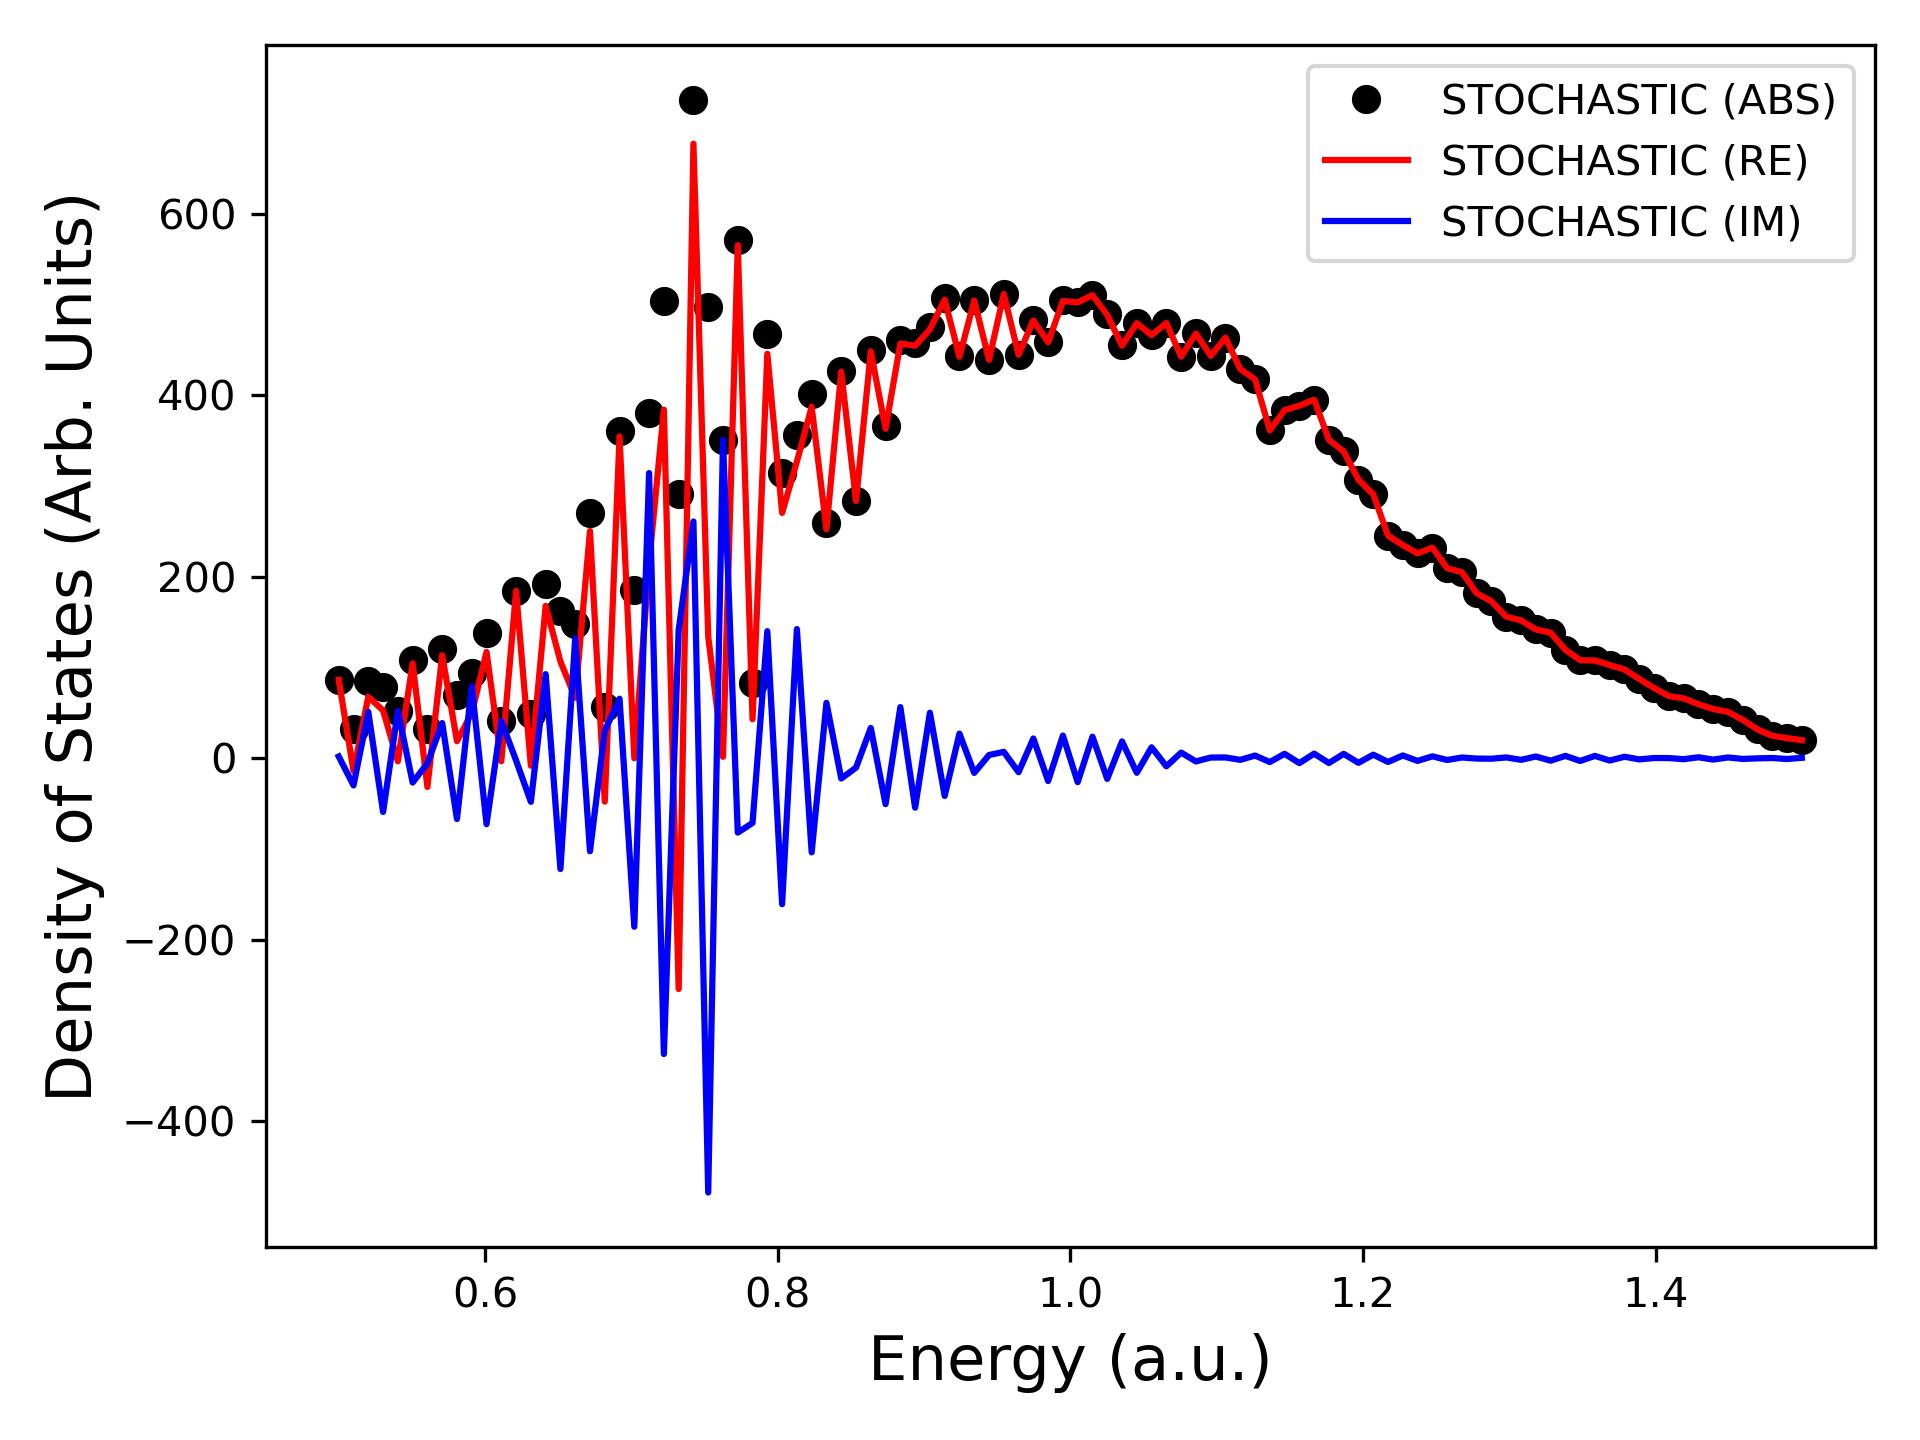 STOCHASTIC (ABS)
STOCHASTIC (RE)
STOCHASTIC (IM)
Density of States (Arb. Units)
600
400
200
0
−200
−400
0.6 0.8 1.0 1.2 1.4
Energy (a.u.)